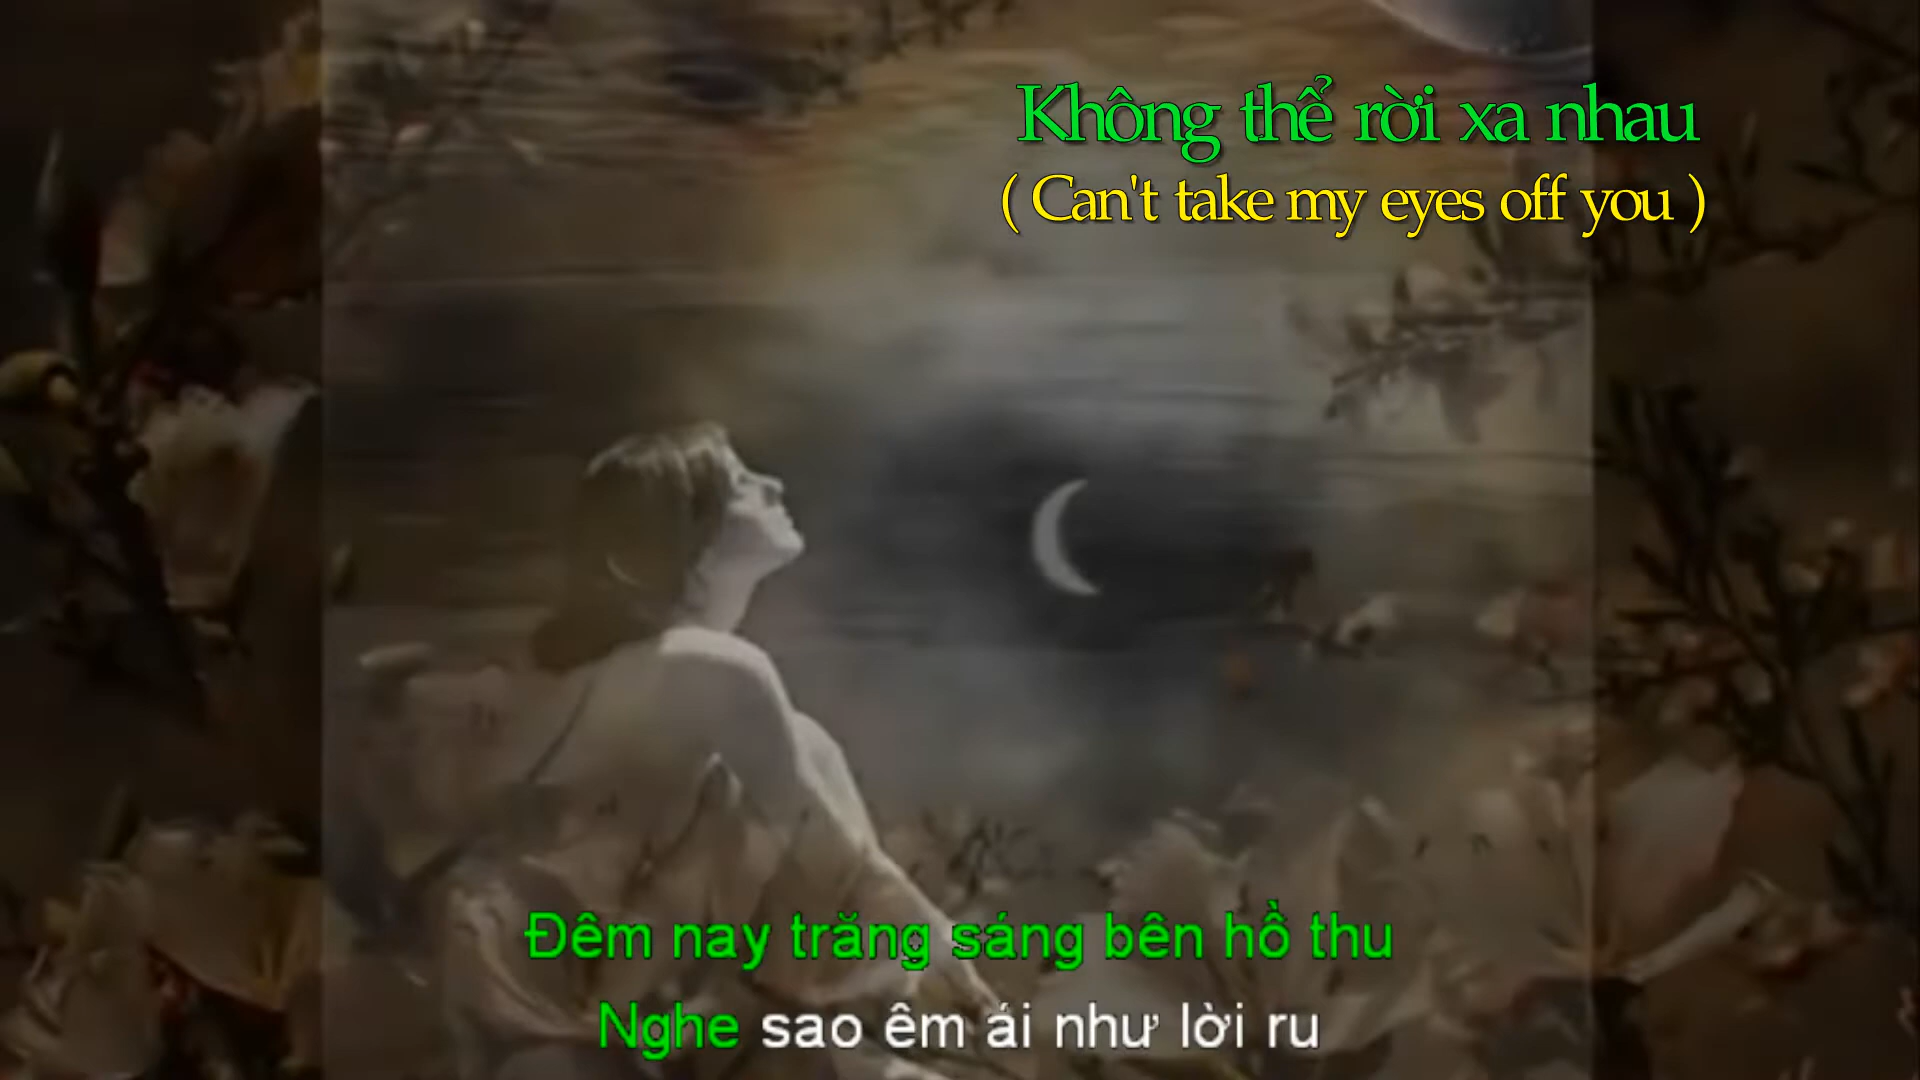 Không thể rời xa nhau
( Can't take my eyes off you )
Đêm nay trăng sáng bên hồ thu
Nghe sao êm ái như lời ru